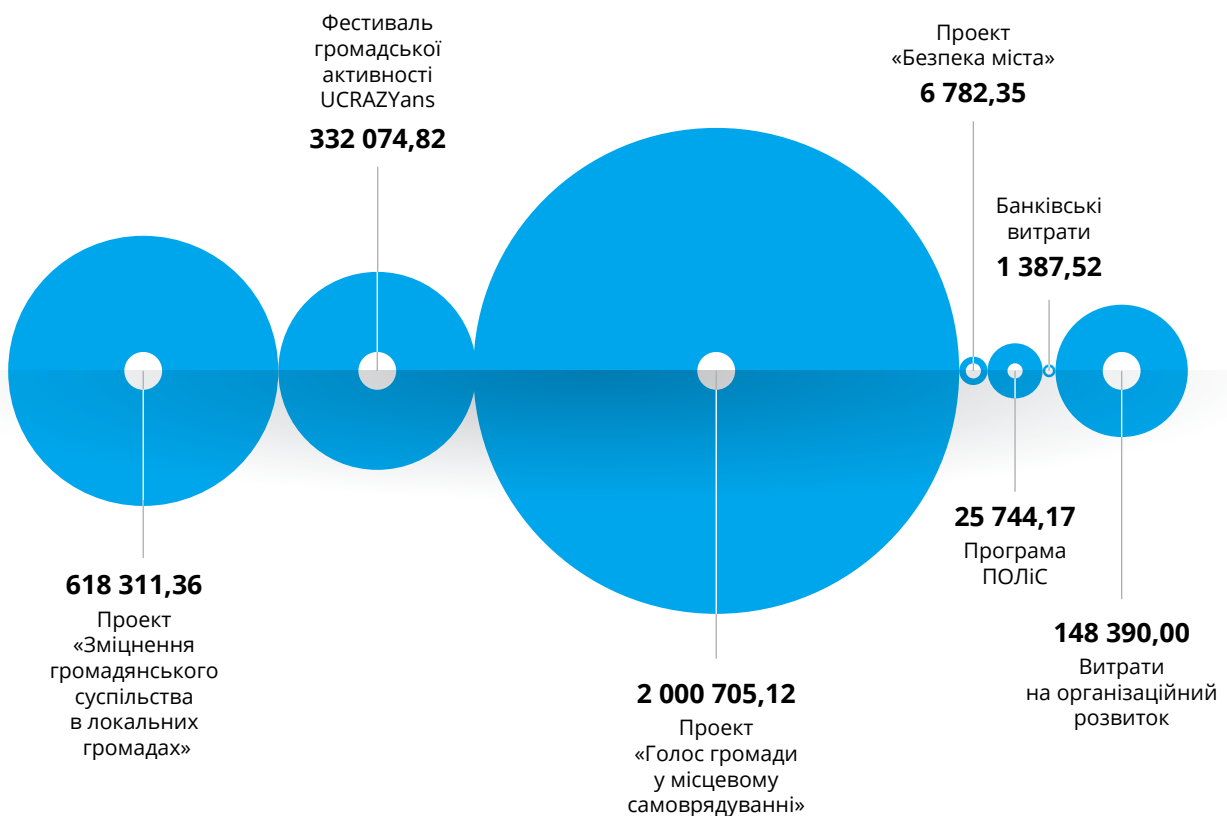 Фестиваль
громадської
активності
UCRAZYans
332 074,82
Проект
«Безпека міста»
6 782,35
Банківські
витрати
1 387,52
618 311,36
Проект
«Зміцнення
громадянського
суспільства
в локальних
громадах»
2 000 705,12
Проект
«Голос громади
у місцевому
самоврядуванні»
25 744,17
Програма
ПОЛіС
148 390,00
Витрати
на організаційний
розвиток